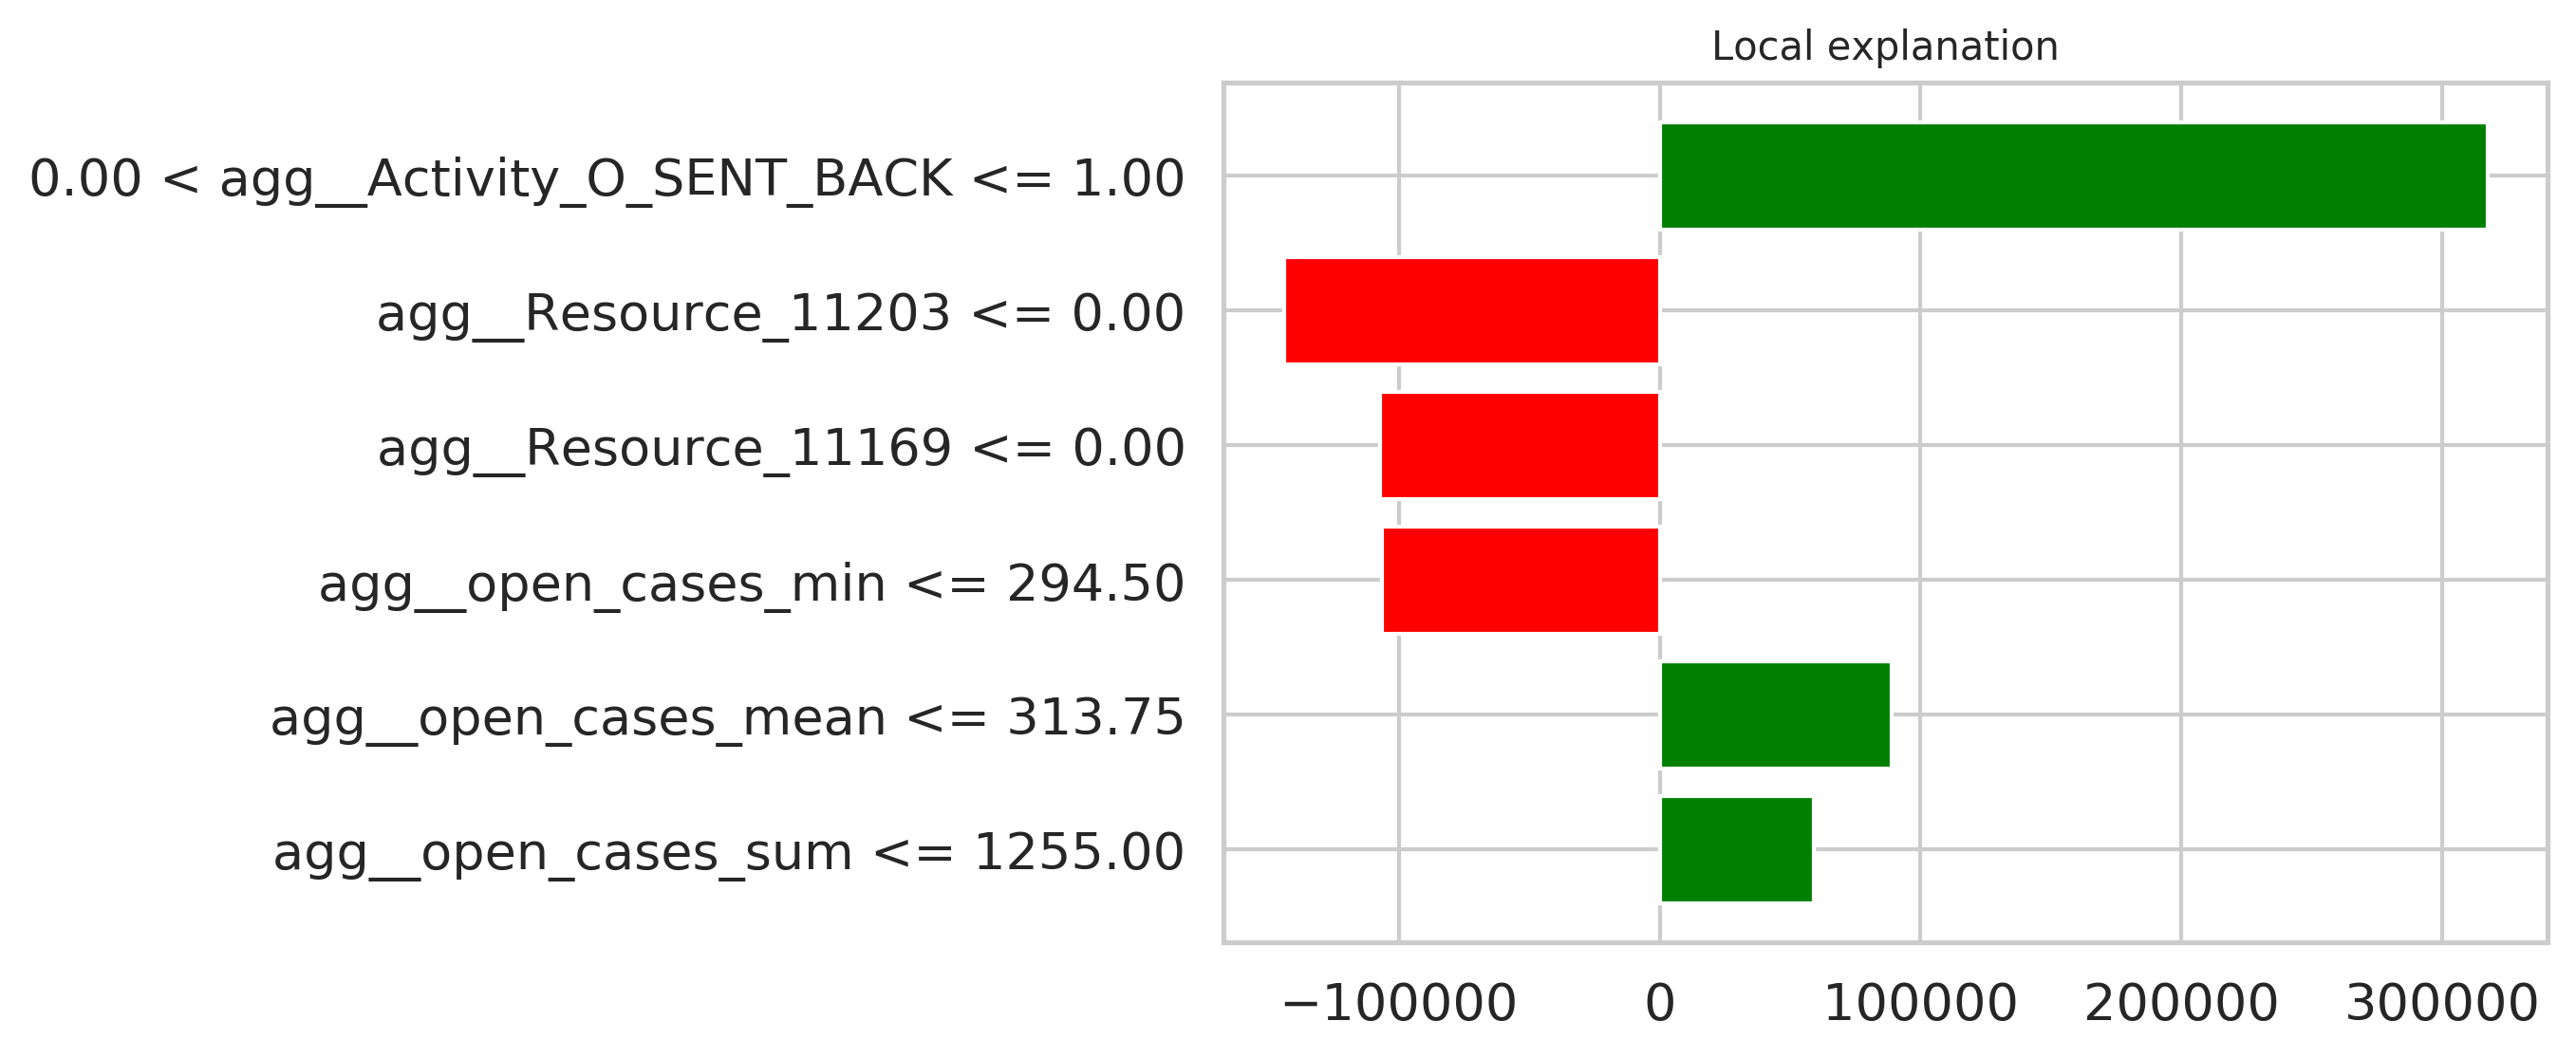 Local explanation
0.00 < agg__Activity_O_SENT_BACK <= 1.00
agg__Resource_11203 <= 0.00
agg__Resource_11169 <= 0.00
agg__open_cases_min <= 294.50
agg__open_cases_mean <= 313.75
agg__open_cases_sum <= 1255.00
−100000 0 100000 200000 300000